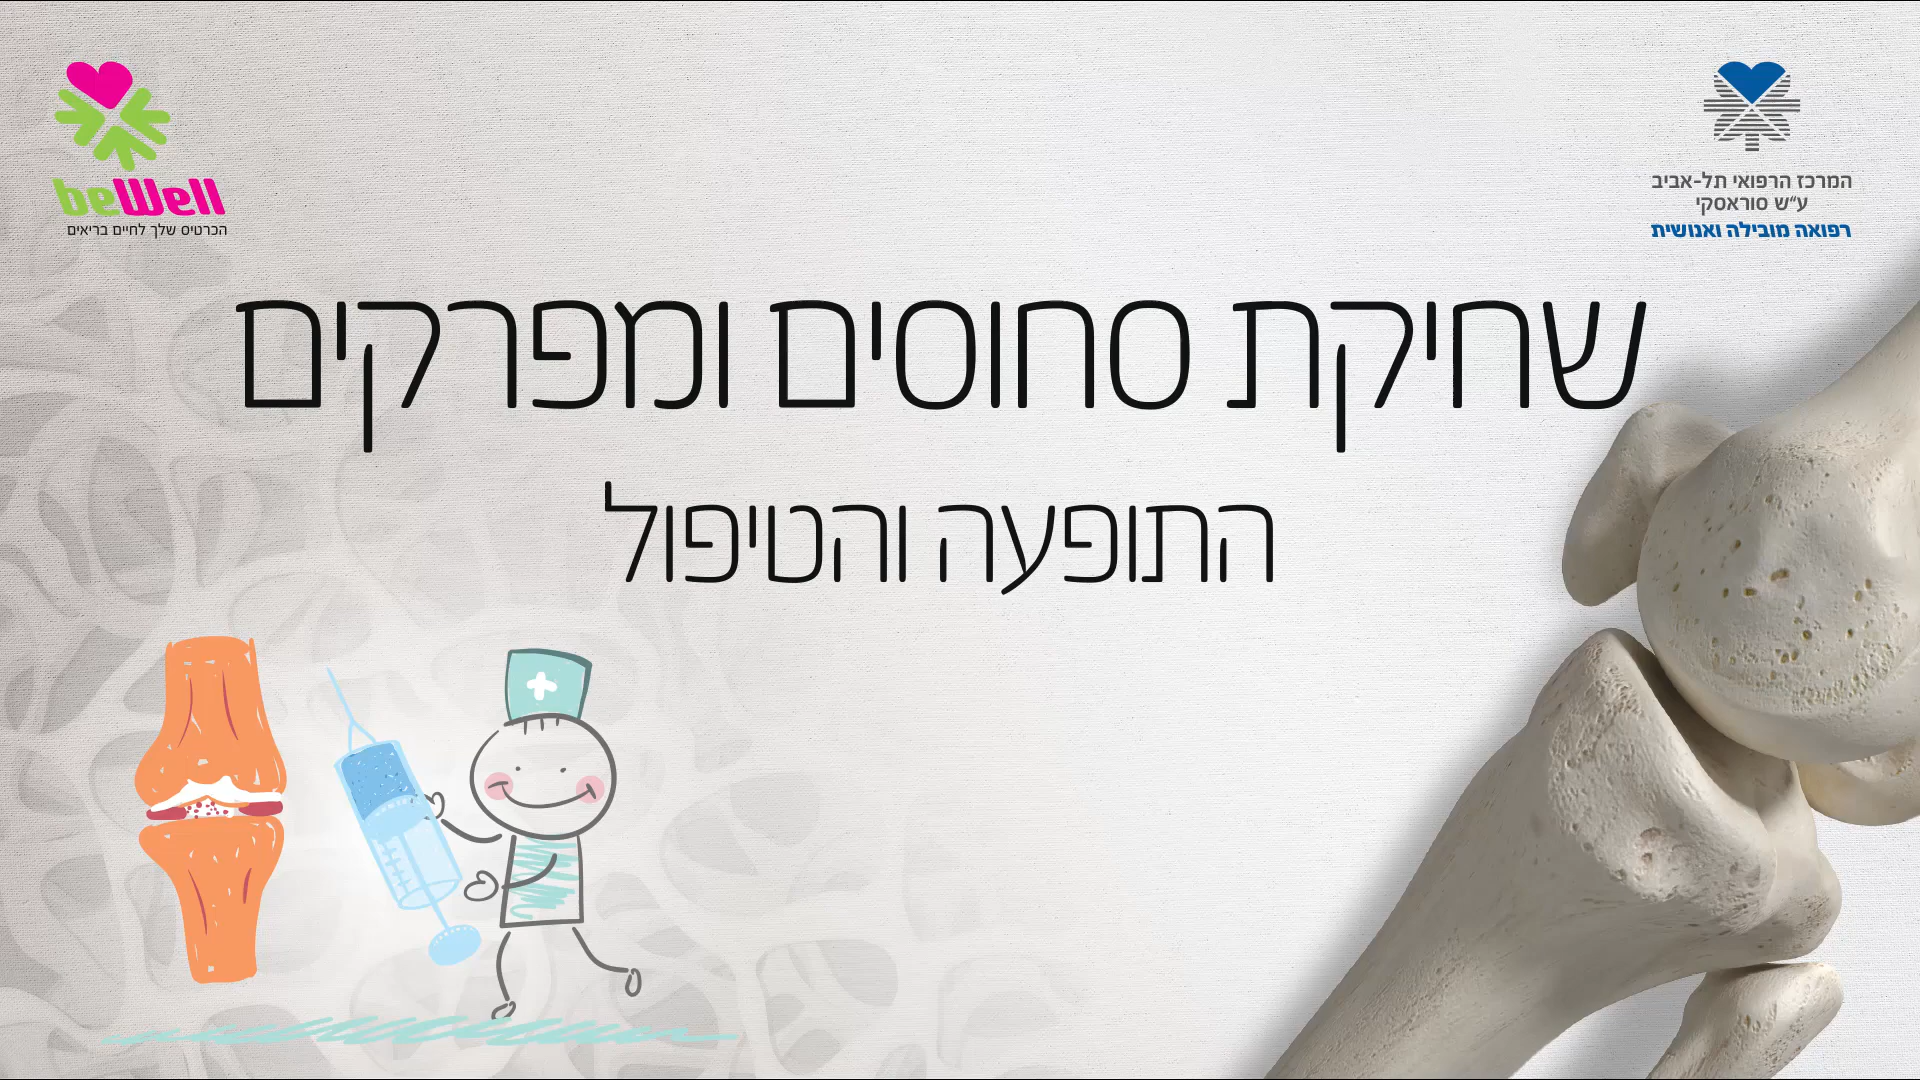 beWell
הכרטיס שלך לחיים בריאים
המרכז הרפואי תל-אביב
ע״ש סוראסקי
רפואה מובילה ואנושית
שחיקת סחוסים ומפרקים
התופעה והטיפול